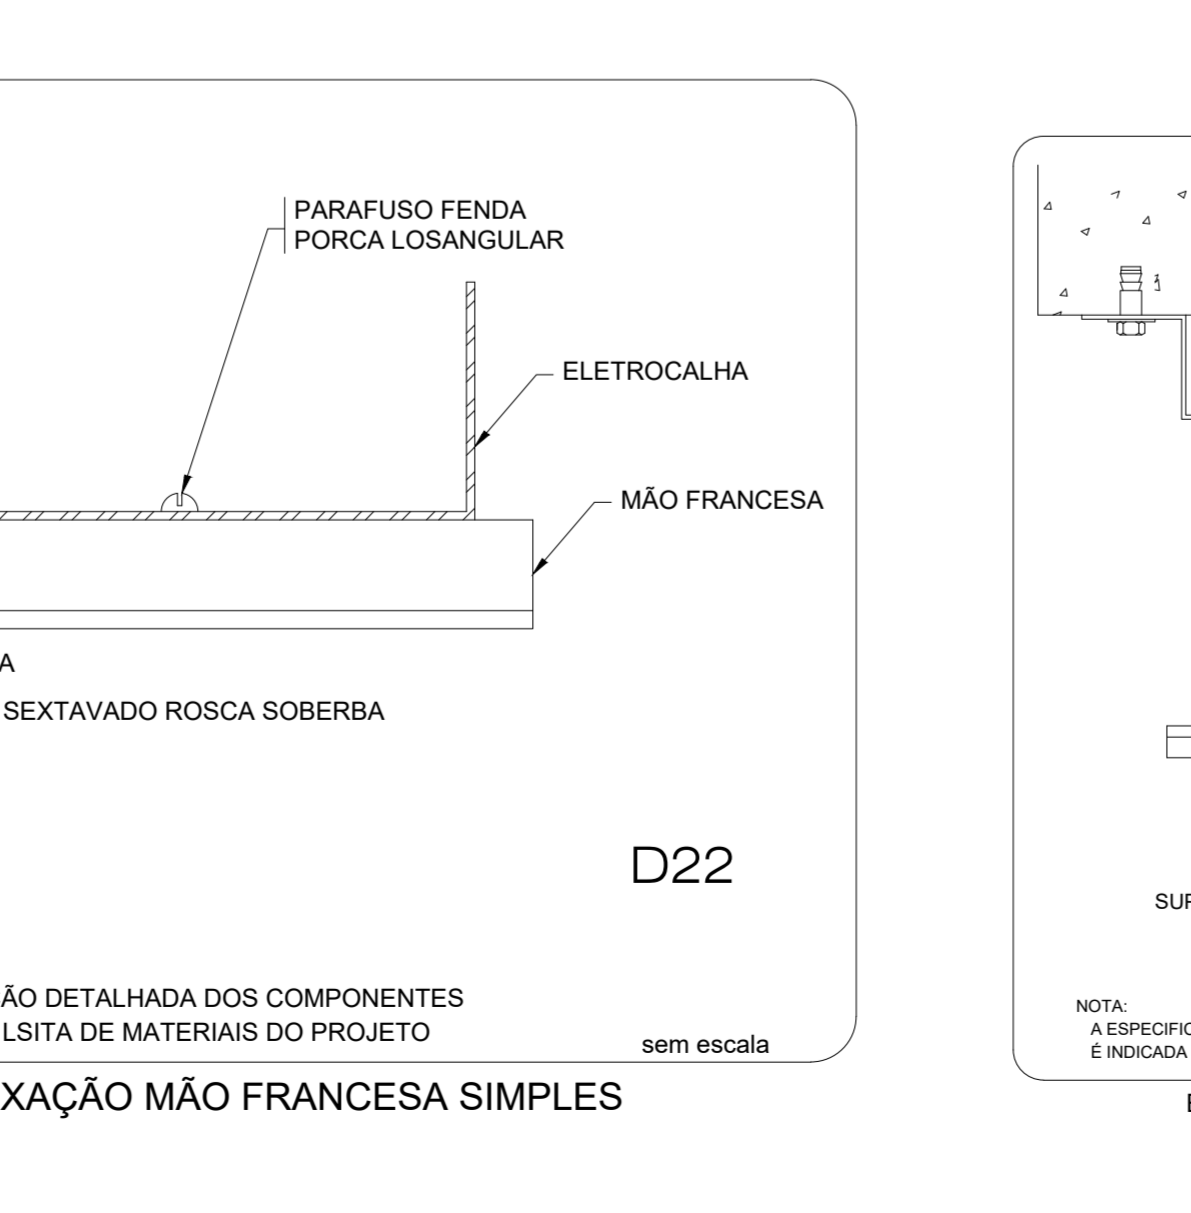 PARAFUSO FENDA
PORCA LOSANGULAR
ELETROCALHA
MÃO FRANCESA
A
SEXTAVADO ROSCA SOBERBA
D22
ÃO DETALHADA DOS COMPONENTES
LSITA DE MATERIAIS DO PROJETO
sem escala
XAÇÃO MÃO FRANCESA SIMPLES
SUP
NOTA:
A ESPECIFIC
É INDICADA